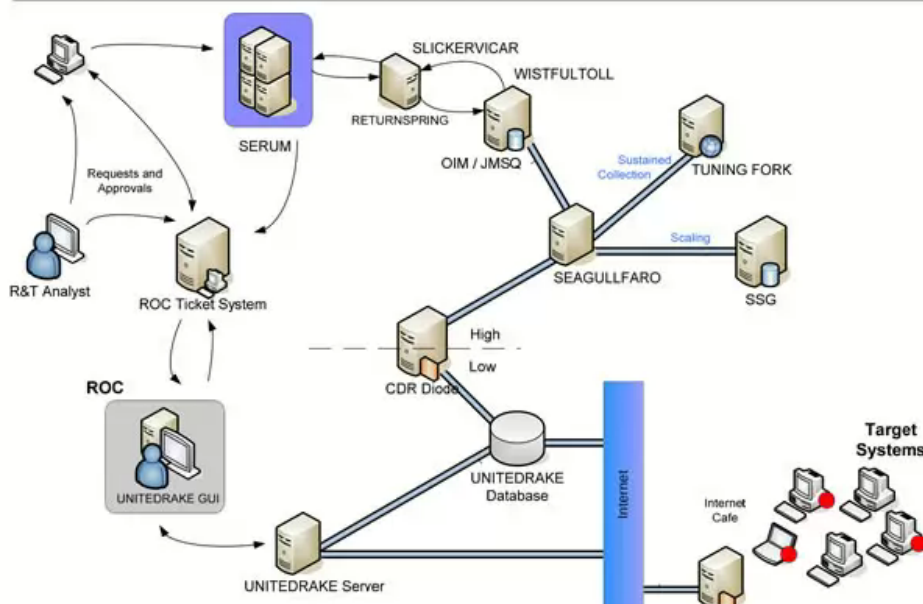 SLICKERVICAR
WISTFULTOLL
RETURNSPRING
SERUM
OIM / JMSQ
Sustained
Collection
TUNING FORK
Requests and
Approvals
Scaling
SEAGULLFARO
R&T Analyst
ROC Ticket System
SSG
High
Low
CDR Diode
ROC
UNITEDRAKE GUI
UNITEDRAKE
Database
Internet
Target
Systems
Internet
Cafe
UNITEDRAKE Server